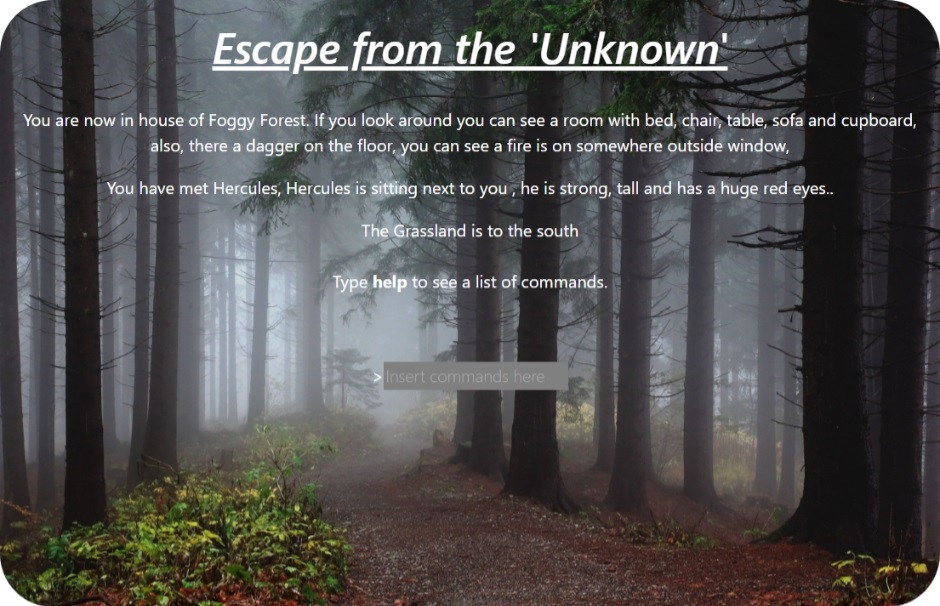 Escape from the 'Unknown'
You are now in house of Foggy Forest. If you look around you can see a room with bed, chair, table, sofa and cupboard,
also, there a dagger on the floor, you can see a fire is on somewhere outside window,
You have met Hercules, Hercules is sitting next to you , he is strong, tall and has a huge red eyes..
The Grassland is to the south
Type help to see a list of commands.
> Insert commands here